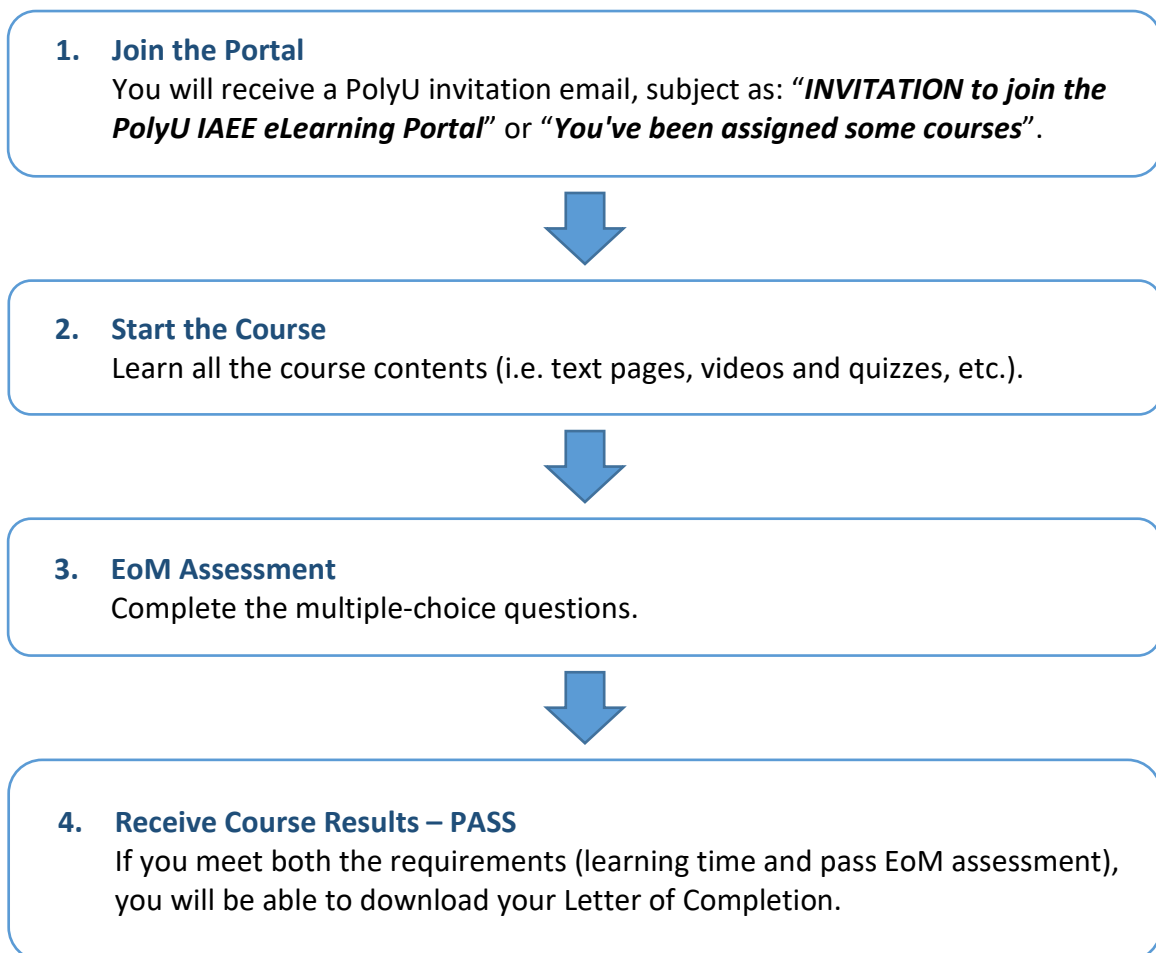 1. Join the Portal
You will receive a PolyU invitation email, subject as: “INVITATION to join the
PolyU IAEE eLearning Portal” or “You've been assigned some courses”.
2. Start the Course
Learn all the course contents (i.e. text pages, videos and quizzes, etc.).
3. EoM Assessment
Complete the multiple-choice questions.
4. Receive Course Results – PASS
If you meet both the requirements (learning time and pass EoM assessment),
you will be able to download your Letter of Completion.